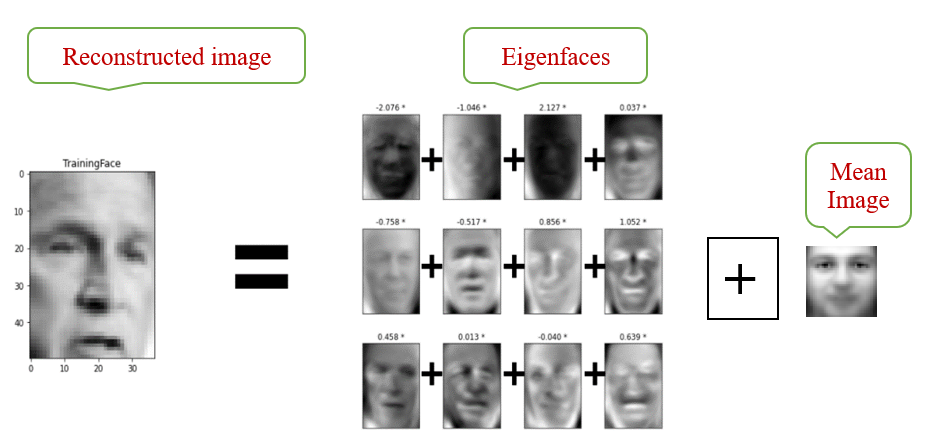 Reconstructed image
Eigenfaces
-2.076 * -1.046 * 2.127 * 0.037 *
+ + +
Mean
Image
TrainingFace
0
10
20
30
40
0 10 20 30
=
-0.758 * -0.517 * 0.856 * 1.052 *
+ + +
+
0.458 * 0.013 * -0.040 * 0.639 *
+ + +